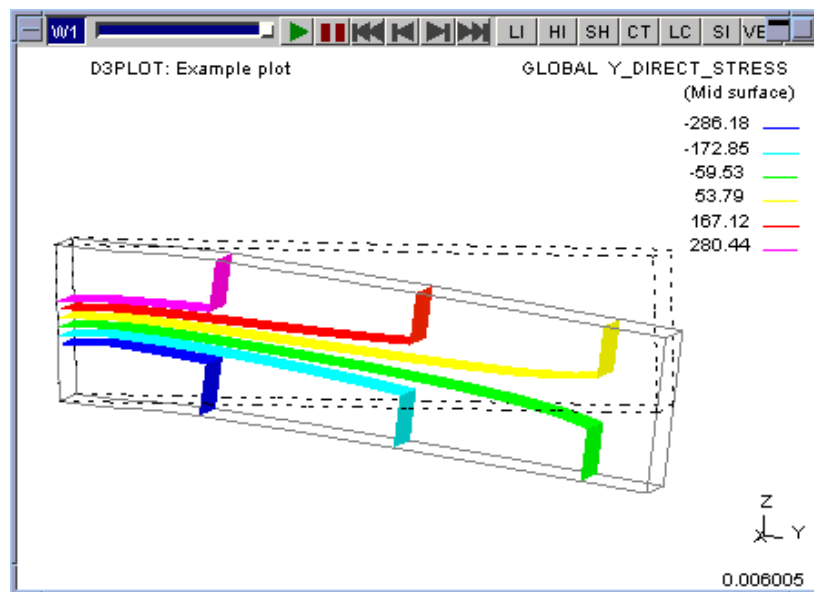 W1 LI HI SH CT LC SI VE
D3PLOT: Example plot
GLOBAL Y_DIRECT_STRESS
(Mid surface)
-286.18
-172.85
-59.53
53.79
167.12
280.44
Z
X Y
0.006005